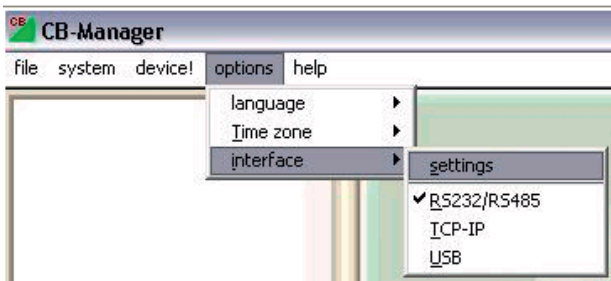 CB CB-Manager
file system device! options help
language
Time zone
interface
settings
RS232/RS485
TCP-IP
USB